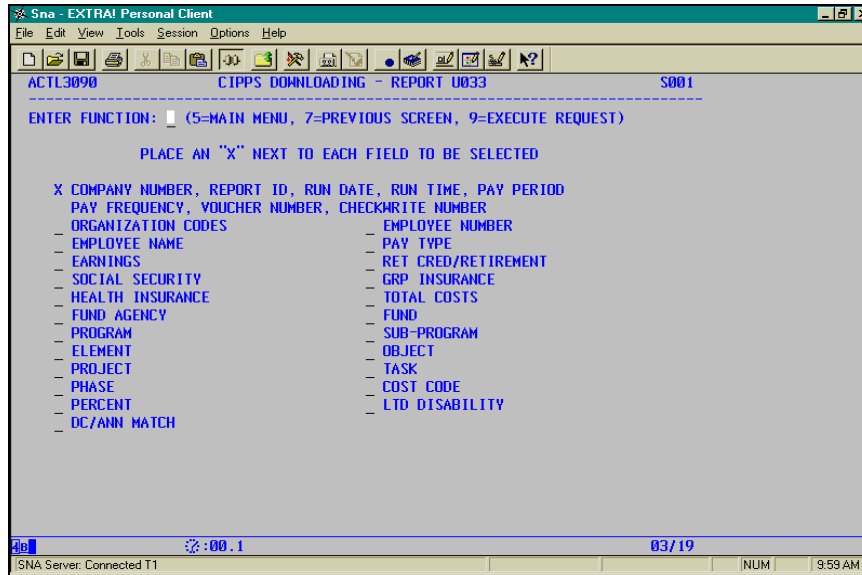 Sna - EXTRA! Personal Client
File Edit View Tools Session Options Help
ACTL3090 CIPPS DOWNLOADING - REPORT U033 S001
ENTER FUNCTION: _ (5=MAIN MENU, 7=PREVIOUS SCREEN, 9=EXECUTE REQUEST)
PLACE AN "X" NEXT TO EACH FIELD TO BE SELECTED
X COMPANY NUMBER, REPORT ID, RUN DATE, RUN TIME, PAY PERIOD
PAY FREQUENCY, VOUCHER NUMBER, CHECKWRITE NUMBER
_ ORGANIZATION CODES _ EMPLOYEE NUMBER
_ EMPLOYEE NAME _ PAY TYPE
_ EARNINGS _ RET CRED/RETIREMENT
_ SOCIAL SECURITY _ GRP INSURANCE
_ HEALTH INSURANCE _ TOTAL COSTS
_ FUND AGENCY _ FUND
_ PROGRAM _ SUB-PROGRAM
_ ELEMENT _ OBJECT
_ PROJECT _ TASK
_ PHASE _ COST CODE
_ PERCENT _ LTD DISABILITY
_ DC/ANN MATCH
4B :00.1 03/19
SNA Server: Connected T1 NUM 9:59 AM